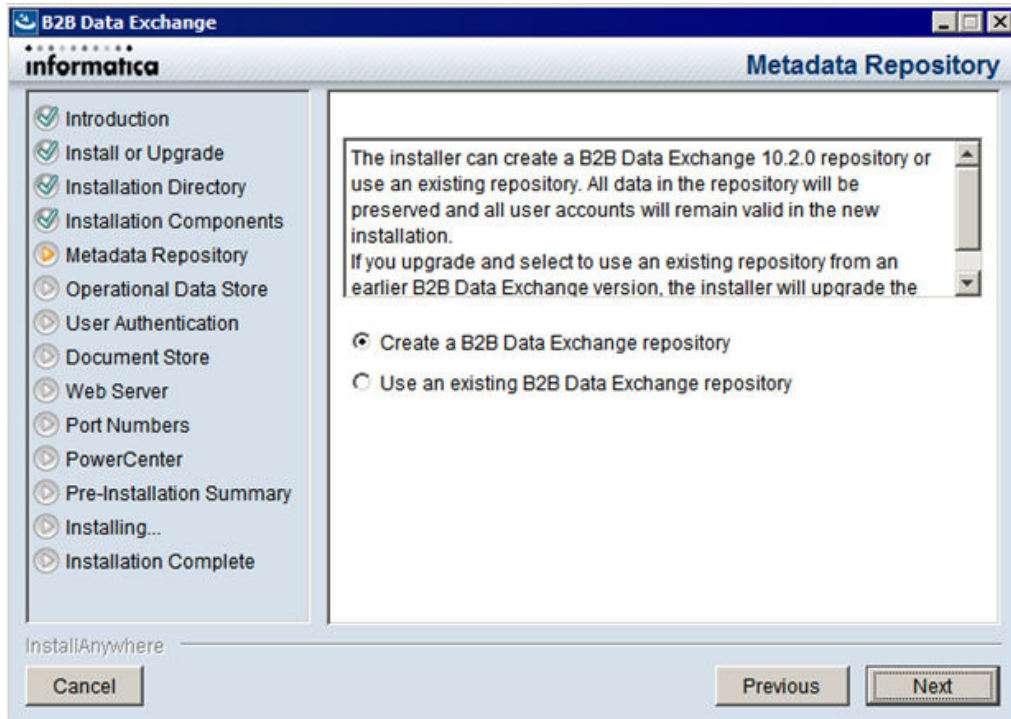 B2B Data Exchange
informatica
Metadata Repository
Introduction
Install or Upgrade
Installation Directory
Installation Components
Metadata Repository
Operational Data Store
User Authentication
Document Store
Web Server
Port Numbers
PowerCenter
Pre-Installation Summary
Installing...
Installation Complete
The installer can create a B2B Data Exchange 10.2.0 repository or
use an existing repository. All data in the repository will be
preserved and all user accounts will remain valid in the new
installation.
If you upgrade and select to use an existing repository from an
earlier B2B Data Exchange version, the installer will upgrade the
Create a B2B Data Exchange repository
Use an existing B2B Data Exchange repository
InstallAnywhere
Cancel
Previous
Next